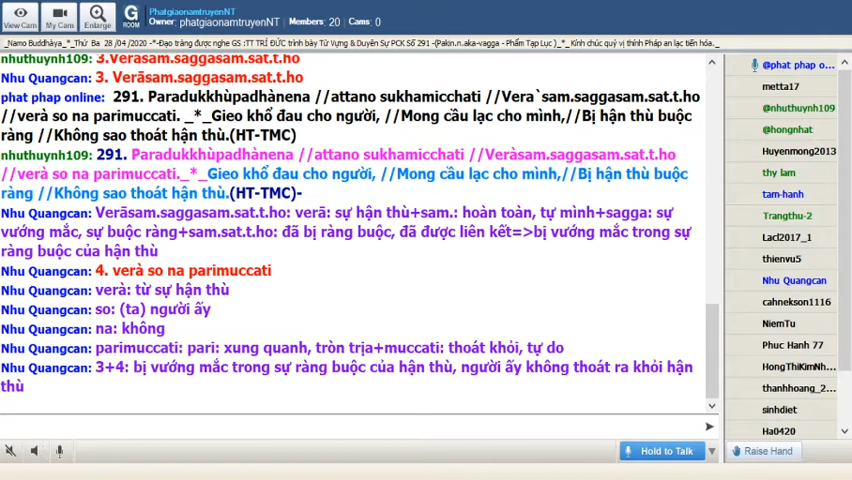 View Cam
My Cam
Enlarge
G
ROOM
PhatgiaonamtruyenNT
Owner: phatgiaonamtruyenNT | Members: 20 | Cams: 0
_Namo Buddhàya_*_Thứ Ba 28 /04 /2020 -*-Đạo tràng được nghe GS :TT TRÍ ĐỨC trình bày Từ Vựng & Duyên Sự PCK Số 291 -(Pakin.n.aka-vagga - Phẩm Tạp Lục )_*_ Kính chúc quý vị thính Pháp an lạc tiến hóa. _
nhuthuynh109: 3.Verāsam.saggasam.sat.t.ho
Nhu Quangcan: 3. Verāsam.saggasam.sat.t.ho
phat phap online: 291. Paradukkhùpadhànena //attano sukhamicchati //Vera`sam.saggasam.sat.t.ho
//verà so na parimuccati. _*_Gieo khổ đau cho người, //Mong cầu lạc cho mình,//Bị hận thù buộc
ràng //Không sao thoát hận thù.(HT-TMC)
nhuthuynh109: 291. Paradukkhùpadhànena //attano sukhamicchati //Veràsam.saggasam.sat.t.ho
//verà so na parimuccati._*_Gieo khổ đau cho người, //Mong cầu lạc cho mình,//Bị hận thù buộc
ràng //Không sao thoát hận thù.(HT-TMC)-
Nhu Quangcan: Verāsam.saggasam.sat.t.ho: verā: sự hận thù+sam.: hoàn toàn, tự mình+sagga: sự
vướng mắc, sự buộc ràng+sam.sat.t.ho: đã bị ràng buộc, đã được liên kết=>bị vướng mắc trong sự
ràng buộc của hận thù
Nhu Quangcan: 4. verà so na parimuccati
Nhu Quangcan: verà: từ sự hận thù
Nhu Quangcan: so: (ta) người ấy
Nhu Quangcan: na: không
Nhu Quangcan: parimuccati: pari: xung quanh, tròn trịa+muccati: thoát khỏi, tự do
Nhu Quangcan: 3+4: bị vướng mắc trong sự ràng buộc của hận thù, người ấy không thoát ra khỏi hận
thù
@phat phap o...
metta17
@nhuthuynh109
@hongnhat
Huyenmong2013
thy lam
tam-hanh
Trangthu-2
Lacl2017_1
thienvu5
Nhu Quangcan
cahnekson1116
NiemTu
Phuc Hanh 77
HongThiKimNh...
thanhhoang_2...
sinhdiet
Ha0420
Hold to Talk
Raise Hand